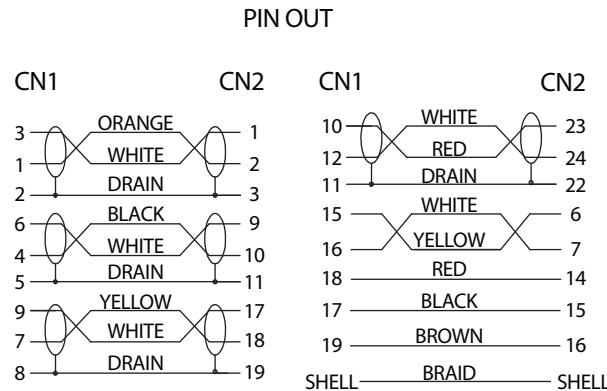 PIN OUT
CN1 CN2
3 ORANGE 1
1 WHITE 2
2 DRAIN 3
6 BLACK 9
4 WHITE 10
5 DRAIN 11
9 YELLOW 17
7 WHITE 18
8 DRAIN 19
CN1 CN2
10 WHITE 23
12 RED 24
11 DRAIN 22
15 WHITE 6
16 YELLOW 7
18 RED 14
17 BLACK 15
19 BROWN 16
SHELL BRAID SHELL